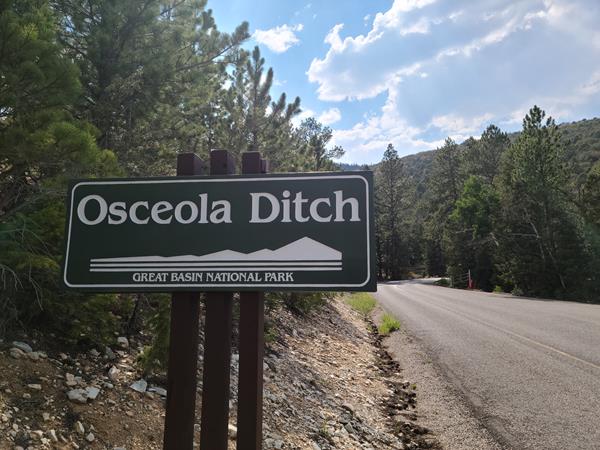 Osceola Ditch
GREAT BASIN NATIONAL PARK